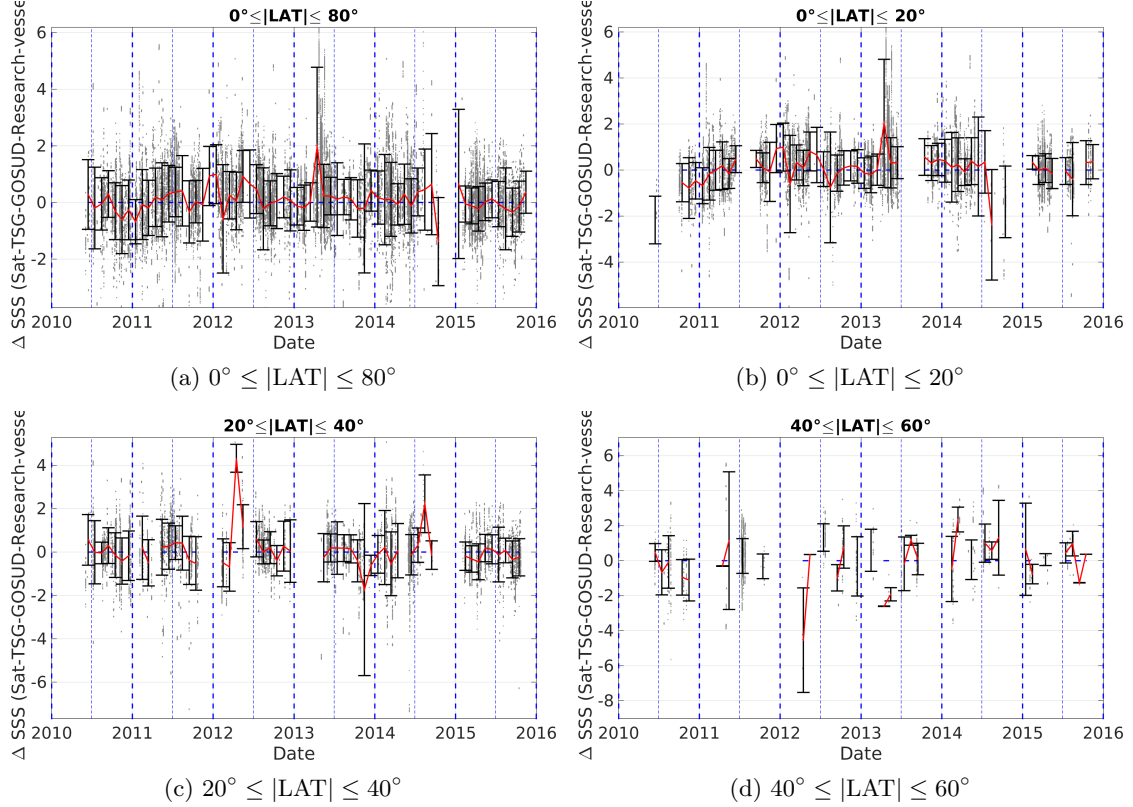 0°≤|LAT|≤ 80°
Δ SSS (Sat-TSG-GOSUD-Research-vesse
6
4
2
0
-2
2010 2011 2012 2013 2014 2015 2016
Date
(a) 0° ≤ |LAT| ≤ 80°
0°≤|LAT|≤ 20°
Δ SSS (Sat-TSG-GOSUD-Research-vesse
6
4
2
0
-2
-4
-6
2010 2011 2012 2013 2014 2015 2016
Date
(b) 0° ≤ |LAT| ≤ 20°
20°≤|LAT|≤ 40°
Δ SSS (Sat-TSG-GOSUD-Research-vesse
4
2
0
-2
-4
-6
2010 2011 2012 2013 2014 2015 2016
Date
(c) 20° ≤ |LAT| ≤ 40°
40°≤|LAT|≤ 60°
Δ SSS (Sat-TSG-GOSUD-Research-vesse
6
4
2
0
-2
-4
-6
-8
2010 2011 2012 2013 2014 2015 2016
Date
(d) 40° ≤ |LAT| ≤ 60°